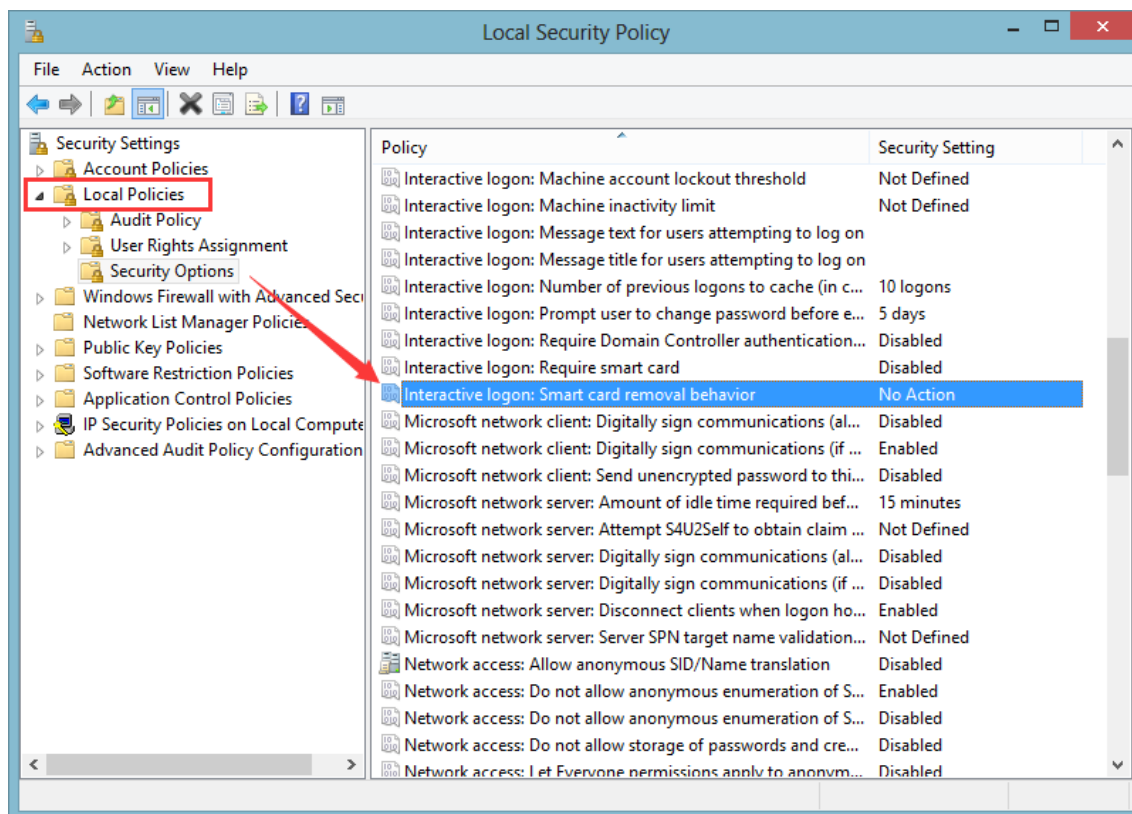 Local Security Policy
File Action View Help
Security Settings
Account Policies
Local Policies
Audit Policy
User Rights Assignment
Security Options
Windows Firewall with Advanced Secu
Network List Manager Policies
Public Key Policies
Software Restriction Policies
Application Control Policies
IP Security Policies on Local Compute
Advanced Audit Policy Configuration
Policy Security Setting
Interactive logon: Machine account lockout threshold Not Defined
Interactive logon: Machine inactivity limit Not Defined
Interactive logon: Message text for users attempting to log on
Interactive logon: Message title for users attempting to log on
Interactive logon: Number of previous logons to cache (in c... 10 logons
Interactive logon: Prompt user to change password before e... 5 days
Interactive logon: Require Domain Controller authentication... Disabled
Interactive logon: Require smart card Disabled
Interactive logon: Smart card removal behavior No Action
Microsoft network client: Digitally sign communications (al... Disabled
Microsoft network client: Digitally sign communications (if ... Enabled
Microsoft network client: Send unencrypted password to thi... Disabled
Microsoft network server: Amount of idle time required bef... 15 minutes
Microsoft network server: Attempt S4U2Self to obtain claim ... Not Defined
Microsoft network server: Digitally sign communications (al... Disabled
Microsoft network server: Digitally sign communications (if ... Disabled
Microsoft network server: Disconnect clients when logon ho... Enabled
Microsoft network server: Server SPN target name validation... Not Defined
Network access: Allow anonymous SID/Name translation Disabled
Network access: Do not allow anonymous enumeration of S... Enabled
Network access: Do not allow anonymous enumeration of S... Disabled
Network access: Do not allow storage of passwords and cre... Disabled
Network access: Let Everyone permissions apply to anonym... Disabled